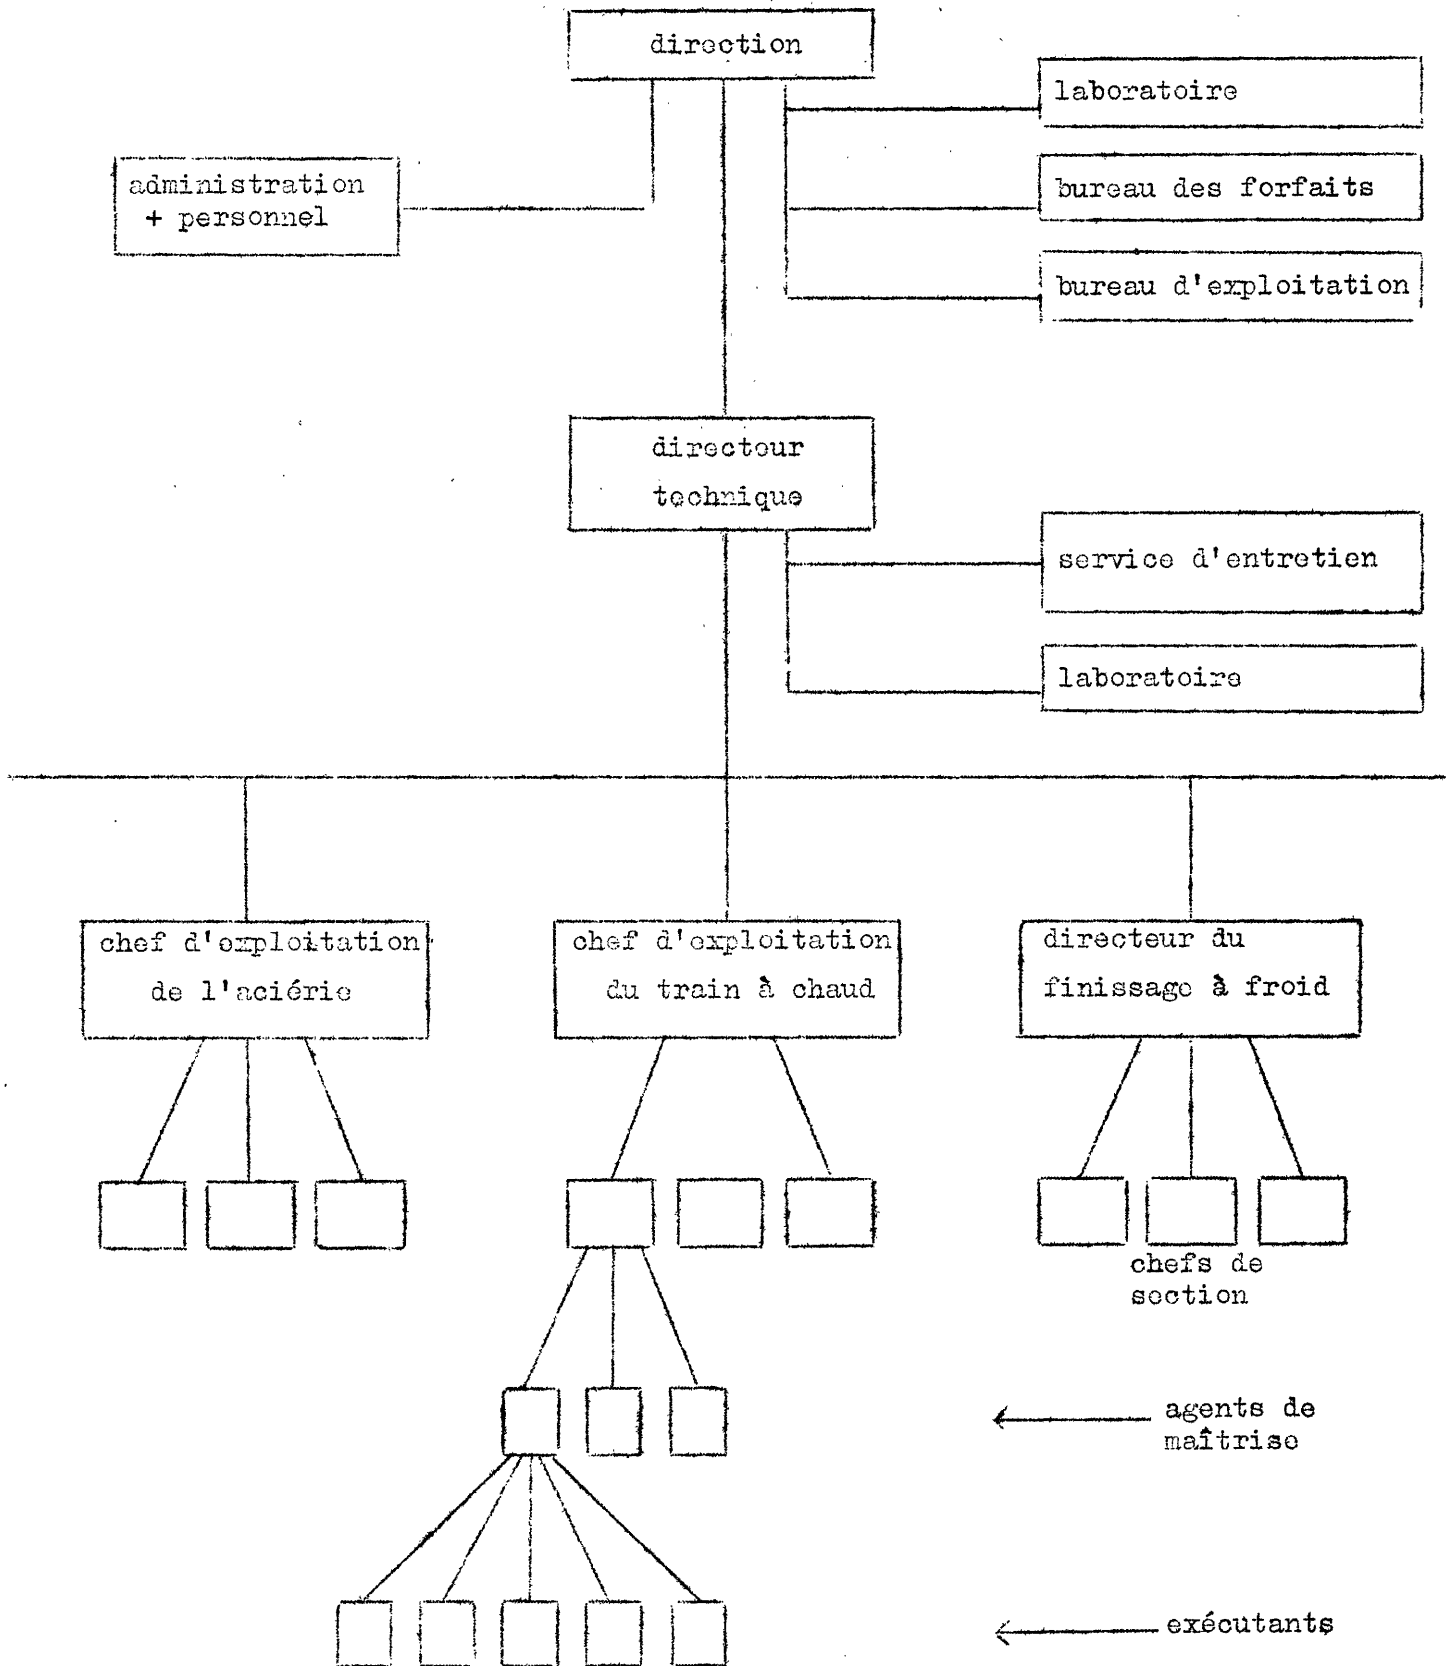 direction
laboratoire
administration
+ personnel
bureau des forfaits
bureau d'exploitation
directeur
technique
service d'entretien
laboratoire
chef d'exploitation
de l'aciérie
chef d'exploitation
du train à chaud
directeur du
finissage à froid
chefs de
section
agents de
maîtrise
exécutants